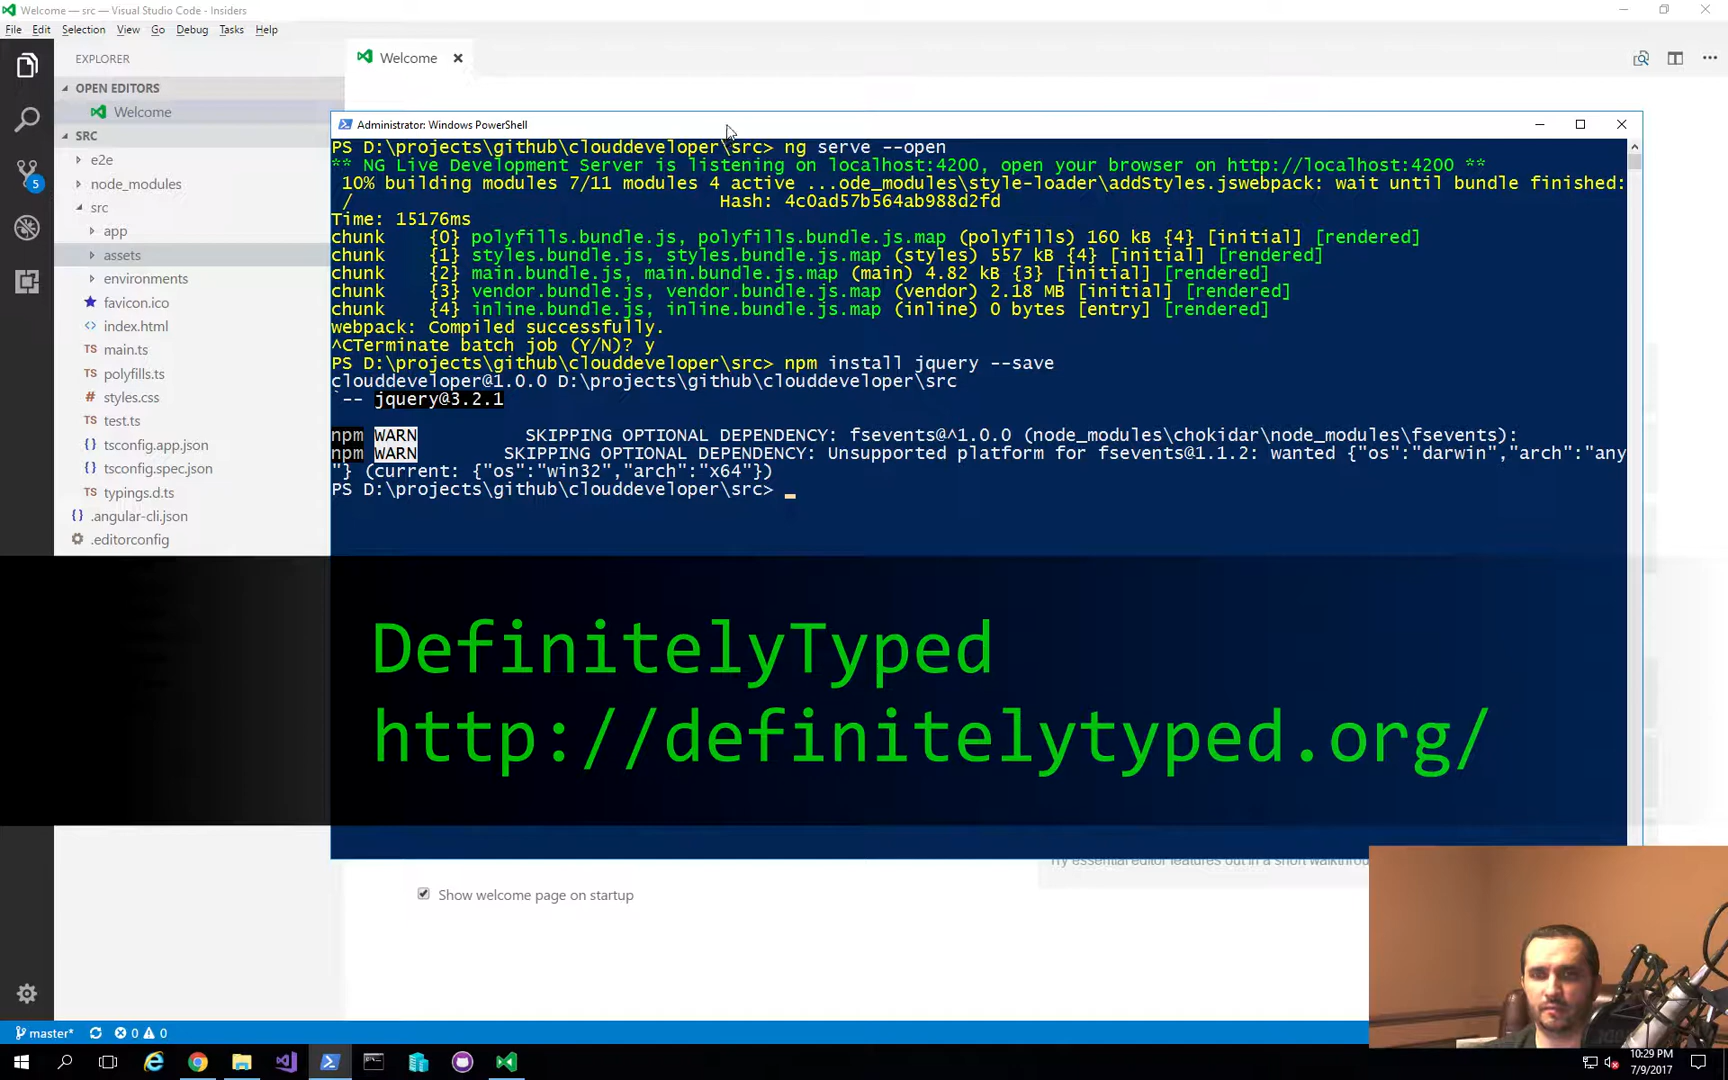 Welcome — src — Visual Studio Code - Insiders
File Edit Selection View Go Debug Tasks Help
EXPLORER
Welcome
OPEN EDITORS
Welcome
SRC
e2e
node_modules
src
app
assets
environments
favicon.ico
index.html
main.ts
polyfills.ts
styles.css
test.ts
tsconfig.app.json
tsconfig.spec.json
typings.d.ts
.angular-cli.json
.editorconfig
5
Administrator: Windows PowerShell
PS D:\projects\github\clouddeveloper\src> ng serve --open
** NG Live Development Server is listening on localhost:4200, open your browser on http://localhost:4200 **
10% building modules 7/11 modules 4 active ...ode_modules\style-loader\addStyles.jswebpack: wait until bundle finished:
/ Hash: 4c0ad57b564ab988d2fd
Time: 15176ms
chunk {0} polyfills.bundle.js, polyfills.bundle.js.map (polyfills) 160 kB {4} [initial] [rendered]
chunk {1} styles.bundle.js, styles.bundle.js.map (styles) 557 kB {4} [initial] [rendered]
chunk {2} main.bundle.js, main.bundle.js.map (main) 4.82 kB {3} [initial] [rendered]
chunk {3} vendor.bundle.js, vendor.bundle.js.map (vendor) 2.18 MB [initial] [rendered]
chunk {4} inline.bundle.js, inline.bundle.js.map (inline) 0 bytes [entry] [rendered]
webpack: Compiled successfully.
^CTerminate batch job (Y/N)? y
PS D:\projects\github\clouddeveloper\src> npm install jquery --save
clouddeveloper@1.0.0 D:\projects\github\clouddeveloper\src
`-- jquery@3.2.1
npm WARN SKIPPING OPTIONAL DEPENDENCY: fsevents@^1.0.0 (node_modules\chokidar\node_modules\fsevents):
npm WARN SKIPPING OPTIONAL DEPENDENCY: Unsupported platform for fsevents@1.1.2: wanted {"os":"darwin","arch":"any
"} (current: {"os":"win32","arch":"x64"})
PS D:\projects\github\clouddeveloper\src>
DefinitelyTyped
http://definitelytyped.org/
Try essential editor features out in a short walkthrou
Show welcome page on startup
master* 0 0
10:29 PM
7/9/2017